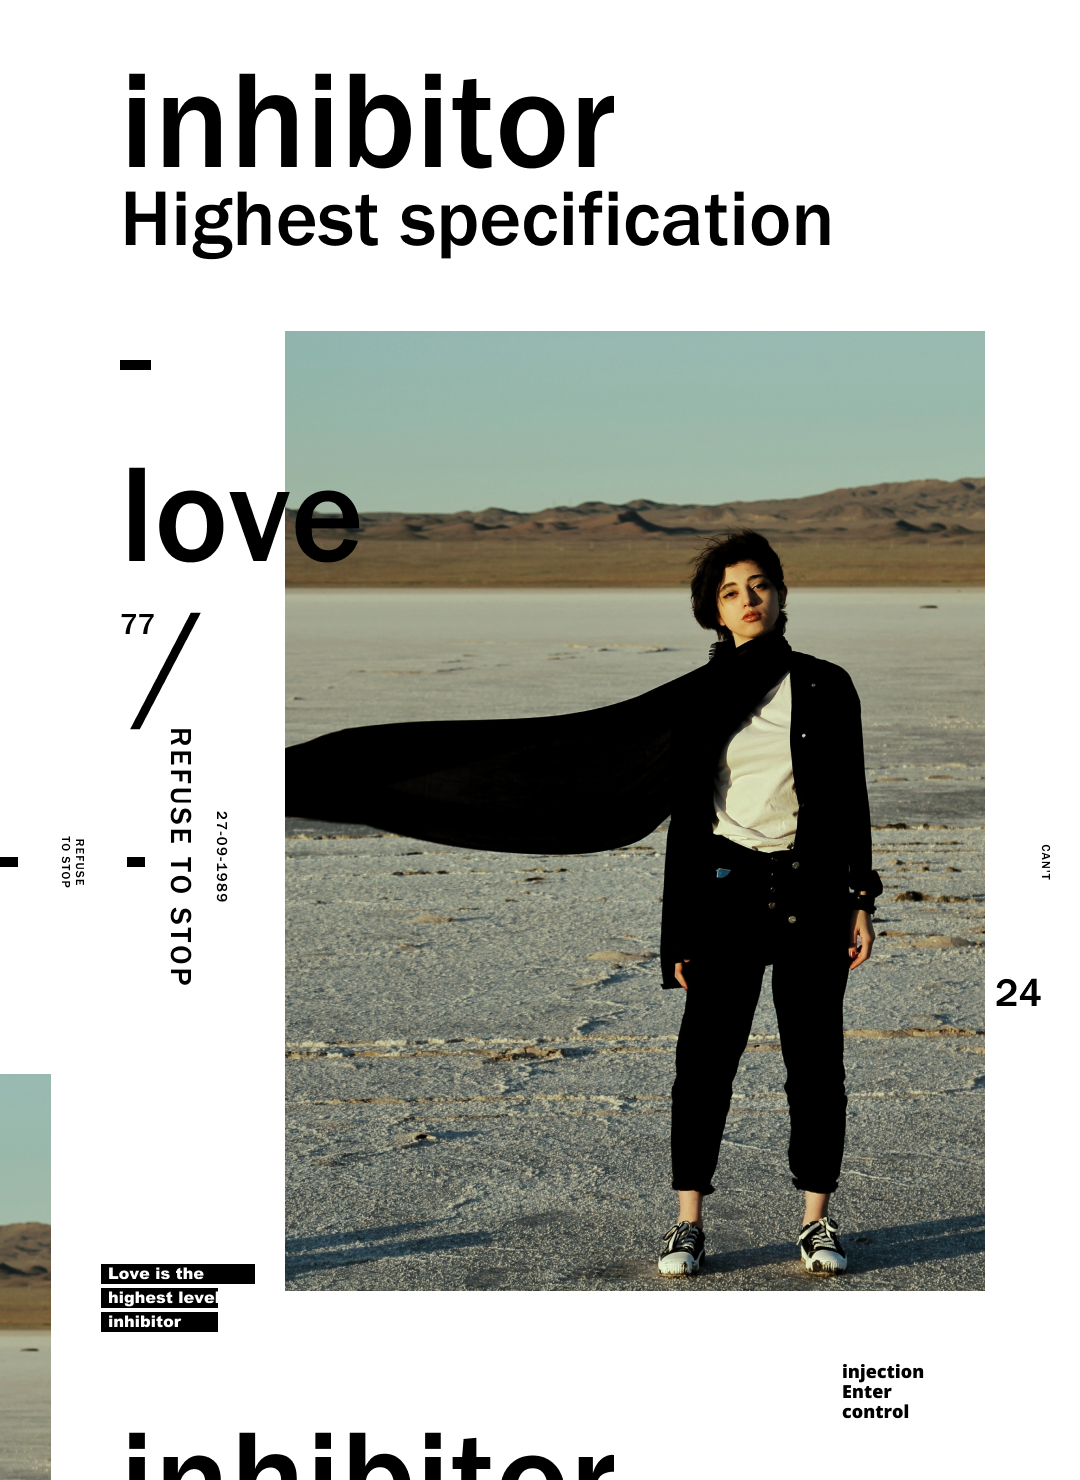 inhibitor
Highest specification
love
77
REFUSE TO STOP
27-09-1989
REFUSE
TO STOP
CAN'T
24
Love is the
highest level
inhibitor
injection
Enter
control
inhibitor